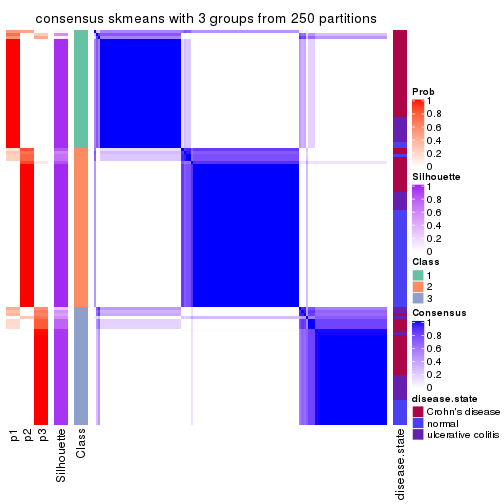 consensus skmeans with 3 groups from 250 partitions
p1
p2
p3
Silhouette
Class
disease.state
Prob
1
0.8
0.6
0.4
0.2
0
Silhouette
1
0.8
0.6
0.4
0.2
0
Class
1
2
3
Consensus
1
0.8
0.6
0.4
0.2
0
disease.state
Crohn's disease
normal
ulcerative colitis